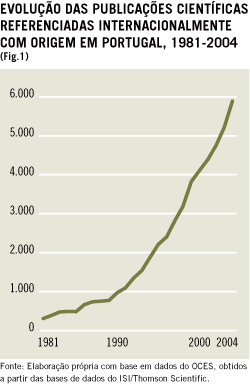 EVOLUÇÃO DAS PUBLICAÇÕES CIENTÍFICAS
REFERENCIADAS INTERNACIONALMENTE
COM ORIGEM EM PORTUGAL, 1981-2004
(Fig.1)
6.000
5.000
4.000
3.000
2.000
1.000
0
1981 1990 2000 2004
Fonte: Elaboração própria com base em dados do OCES, obtidos
a partir das bases de dados do ISI/Thomson Scientific.